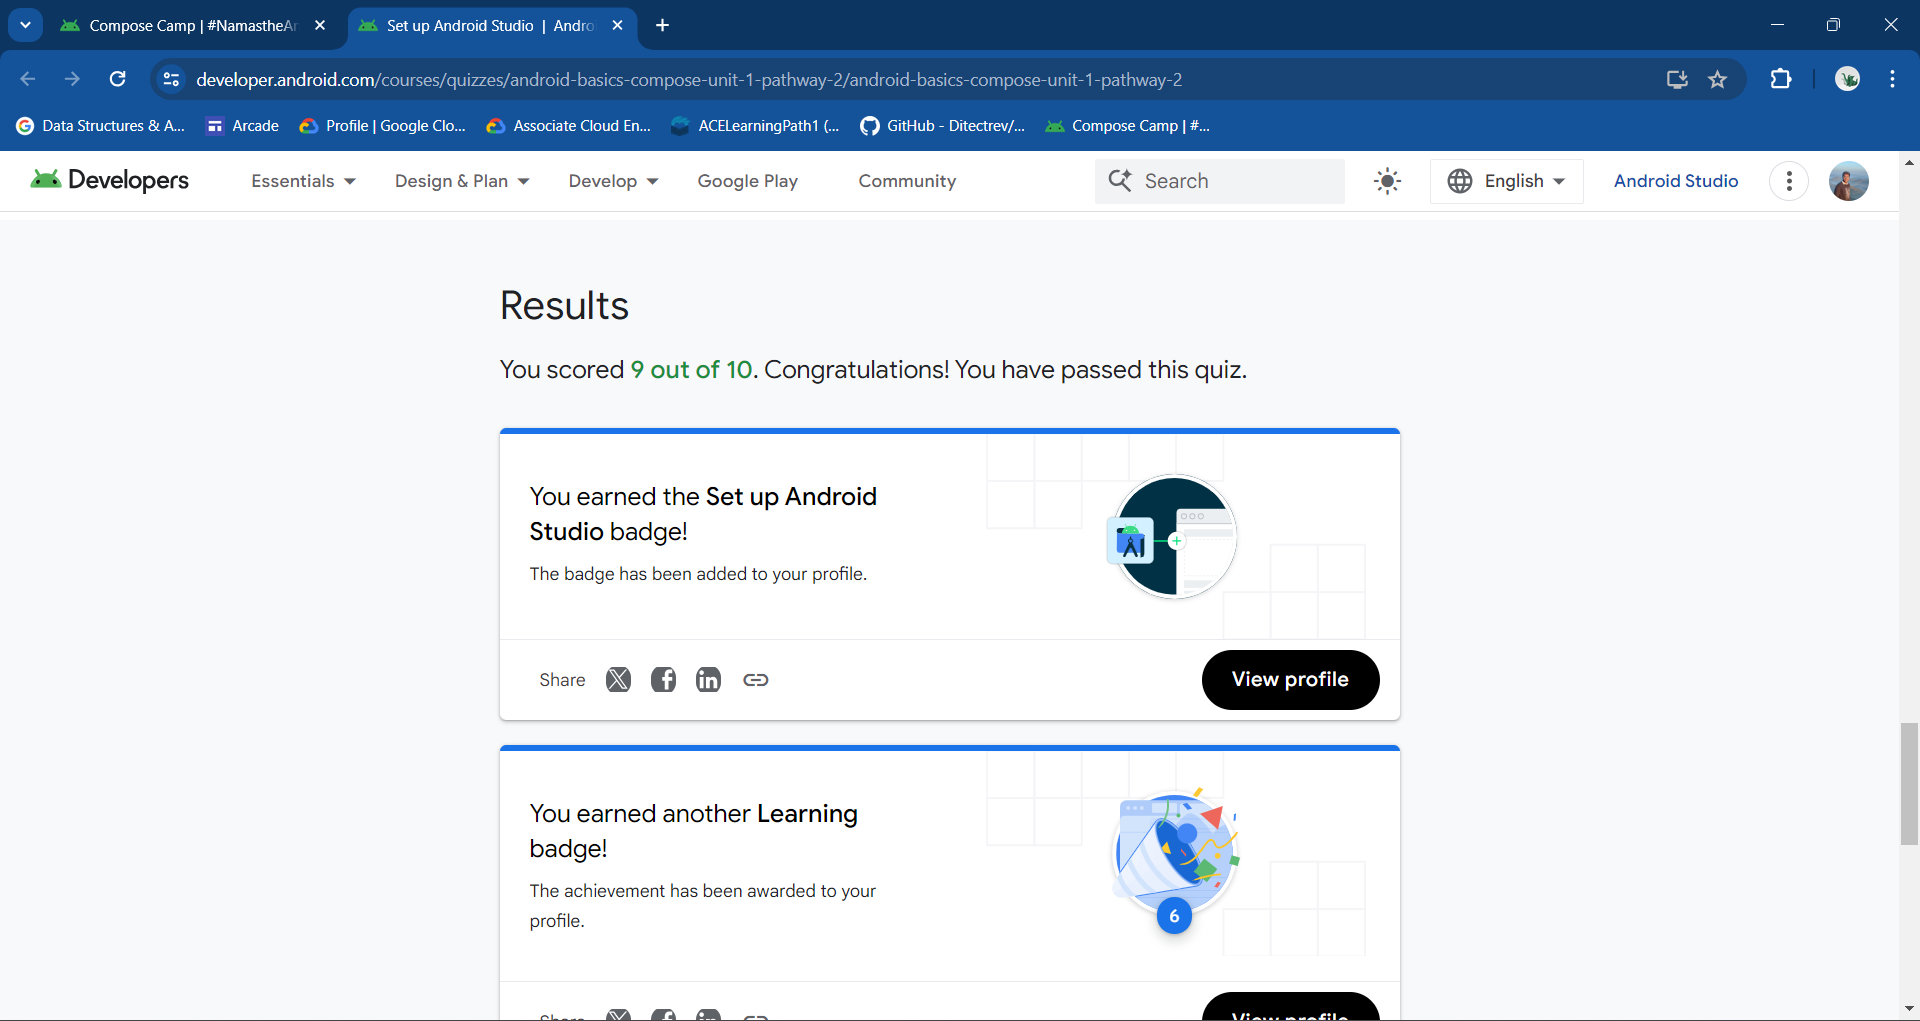 Compose Camp | #NamastheAn
Set up Android Studio | Andro
developer.android.com/courses/quizzes/android-basics-compose-unit-1-pathway-2/android-basics-compose-unit-1-pathway-2
Data Structures & A...
Arcade
Profile | Google Clo...
Associate Cloud En...
ACELearningPath1 (...
GitHub - Ditectrev/...
Compose Camp | #...
Developers
Essentials
Design & Plan
Develop
Google Play
Community
Search
English
Android Studio
Results
You scored 9 out of 10. Congratulations! You have passed this quiz.
You earned the Set up Android
Studio badge!
The badge has been added to your profile.
Share
View profile
You earned another Learning
badge!
The achievement has been awarded to your
profile.
6
Share
View profile